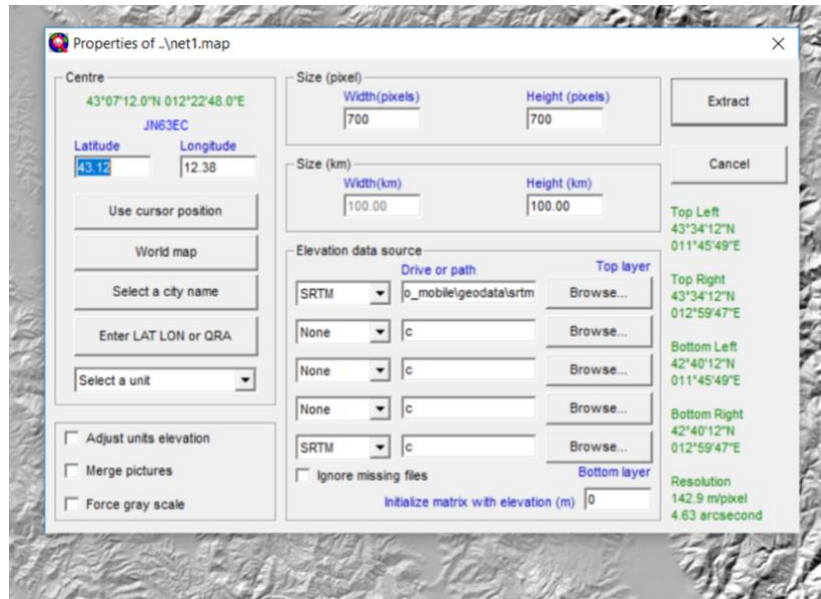 Properties of ..\net1.map
Centre
43°07'12.0"N 012°22'48.0"E
JN63EC
Latitude Longitude
43.12 12.38
Use cursor position
World map
Select a city name
Enter LAT LON or QRA
Select a unit
Adjust units elevation
Merge pictures
Force gray scale
Size (pixel)
Width(pixels) Height (pixels)
700 700
Size (km)
Width(km) Height (km)
100.00 100.00
Elevation data source
Drive or path Top layer
SRTM o_mobile\geodata\srtm Browse...
None c Browse...
None c Browse...
None c Browse...
SRTM c Browse...
Ignore missing files Bottom layer
Initialize matrix with elevation (m) 0
Extract
Cancel
Top Left
43°34'12"N
011°45'49"E
Top Right
43°34'12"N
012°59'47"E
Bottom Left
42°40'12"N
011°45'49"E
Bottom Right
42°40'12"N
012°59'47"E
Resolution
142.9 m/pixel
4.63 arcsecond